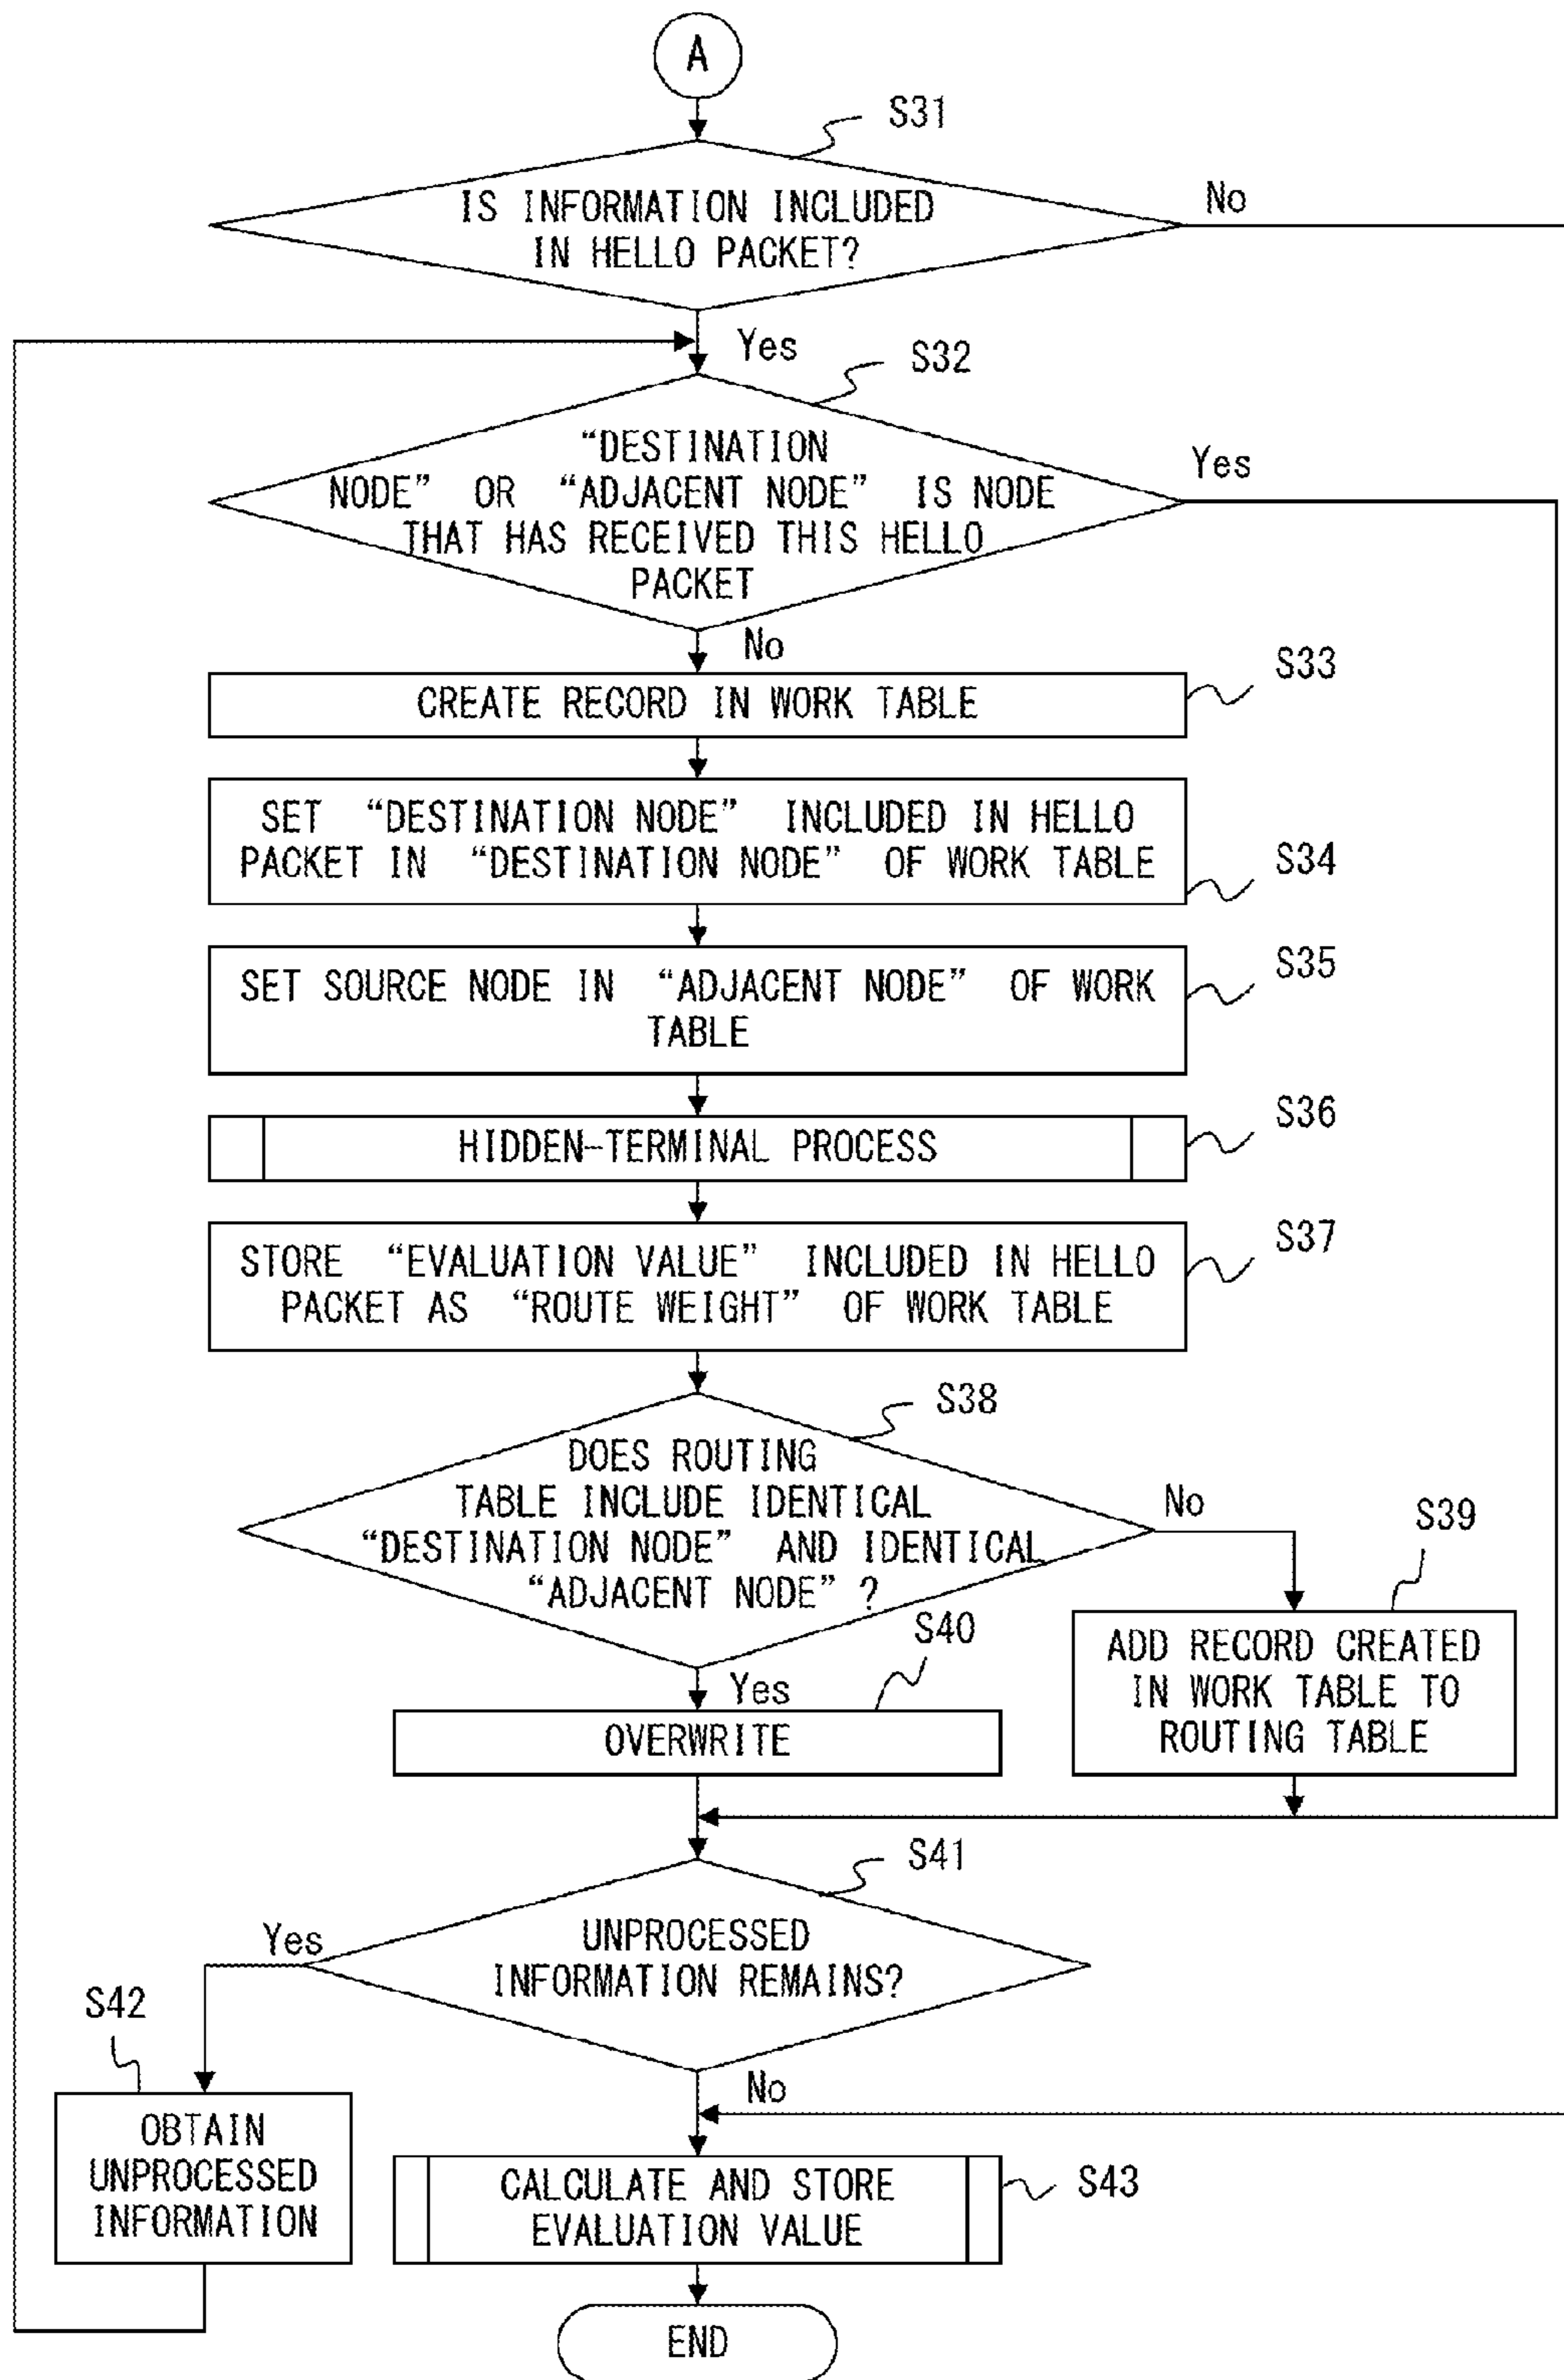 A
S31
IS INFORMATION INCLUDED
IN HELLO PACKET?
No
Yes
S32
“DESTINATION
NODE” OR “ADJACENT NODE” IS NODE
THAT HAS RECEIVED THIS HELLO
PACKET
Yes
No
S33
CREATE RECORD IN WORK TABLE
SET “DESTINATION NODE” INCLUDED IN HELLO
PACKET IN “DESTINATION NODE” OF WORK TABLE
S34
SET SOURCE NODE IN “ADJACENT NODE” OF WORK
TABLE
S35
HIDDEN-TERMINAL PROCESS
S36
STORE “EVALUATION VALUE” INCLUDED IN HELLO
PACKET AS “ROUTE WEIGHT” OF WORK TABLE
S37
S38
DOES ROUTING
TABLE INCLUDE IDENTICAL
“DESTINATION NODE” AND IDENTICAL
“ADJACENT NODE” ?
No
S39
ADD RECORD CREATED
IN WORK TABLE TO
ROUTING TABLE
S40
Yes
OVERWRITE
S41
UNPROCESSED
INFORMATION REMAINS?
Yes
S42
OBTAIN
UNPROCESSED
INFORMATION
No
CALCULATE AND STORE
EVALUATION VALUE
S43
END